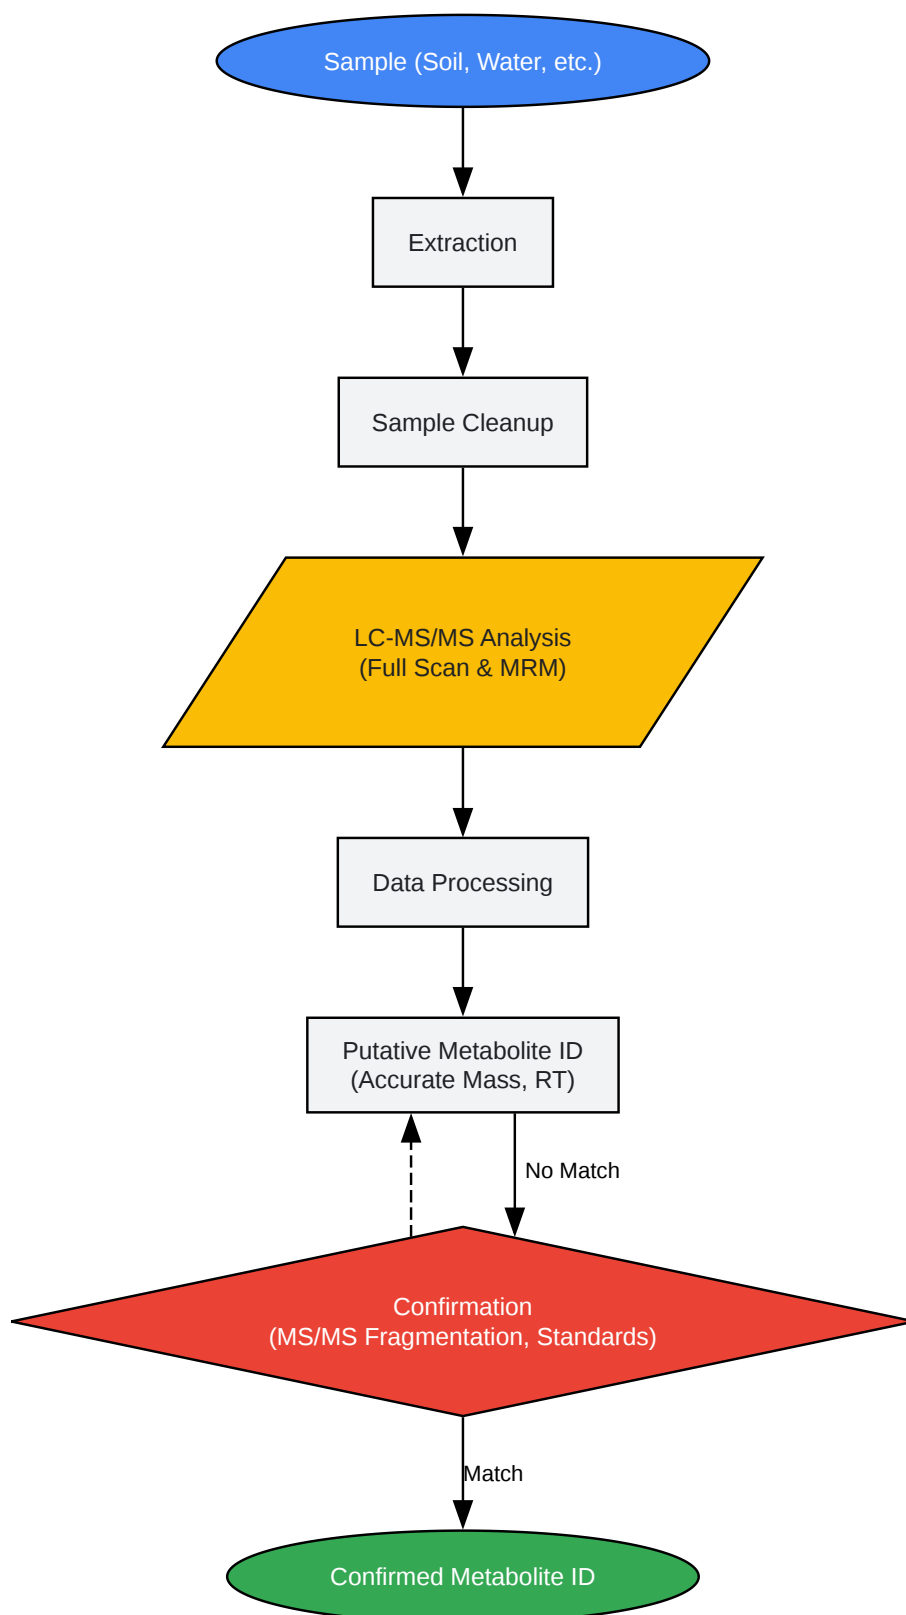 Sample (Soil, Water, etc.)
Extraction
Sample Cleanup
LC-MS/MS Analysis
(Full Scan & MRM)
Data Processing
Putative Metabolite ID
(Accurate Mass, RT)
No Match
Confirmation
(MS/MS Fragmentation, Standards)
Match
Confirmed Metabolite ID